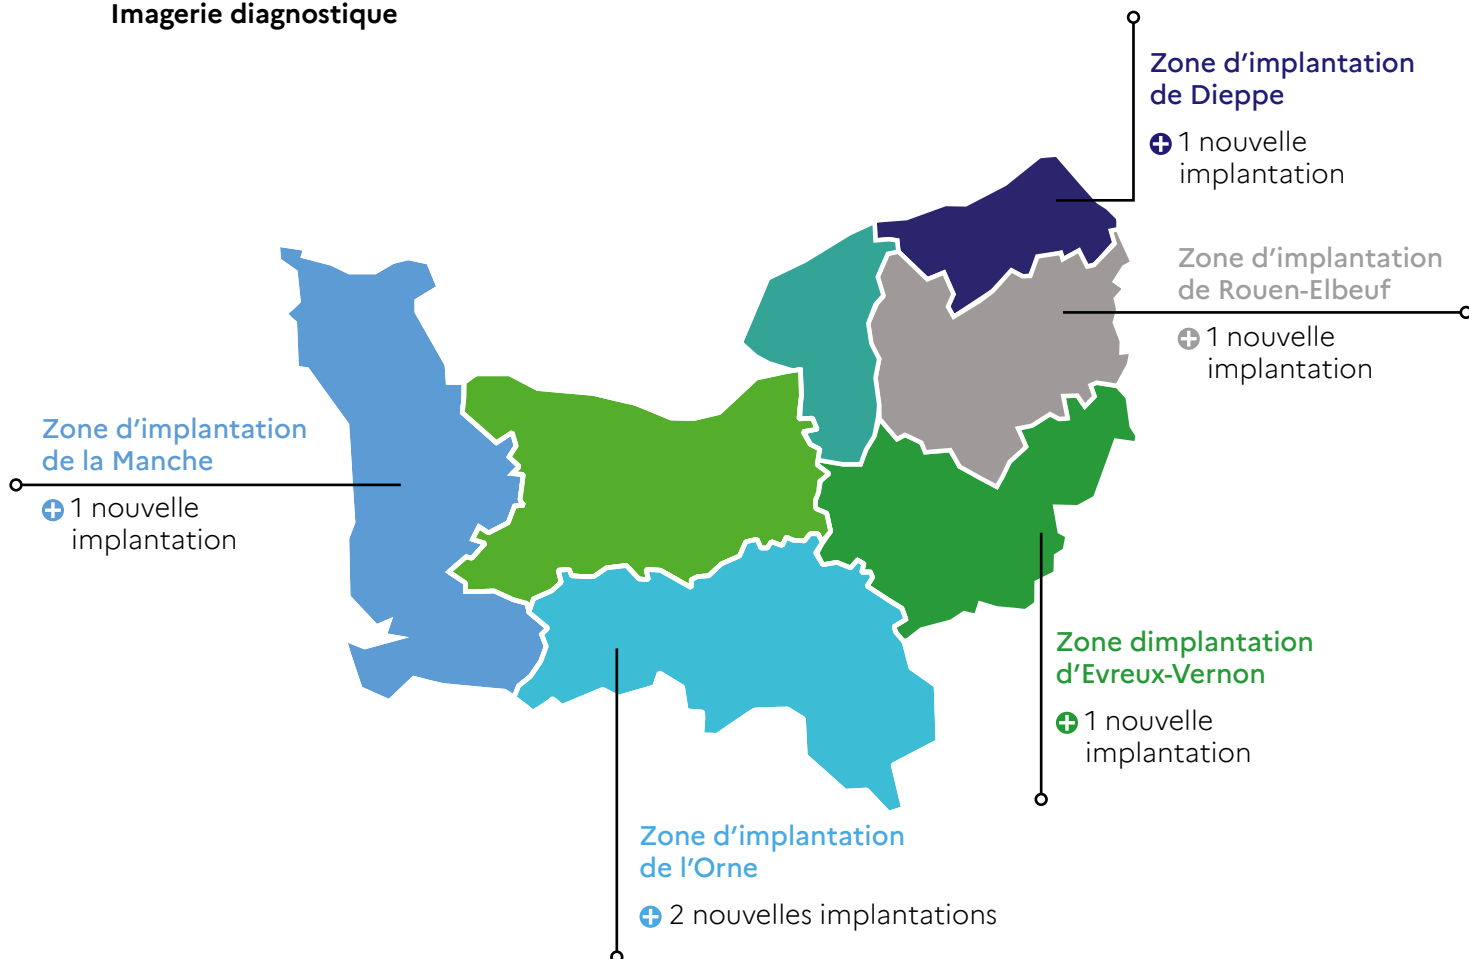 Imagerie diagnostique
Zone d'implantation
de Dieppe
1 nouvelle
implantation
Zone d'implantation
de Rouen-Elbeuf
1 nouvelle
implantation
Zone d'implantation
de la Manche
1 nouvelle
implantation
Zone dimplantation
d'Evreux-Vernon
1 nouvelle
implantation
Zone d'implantation
de l'Orne
2 nouvelles implantations